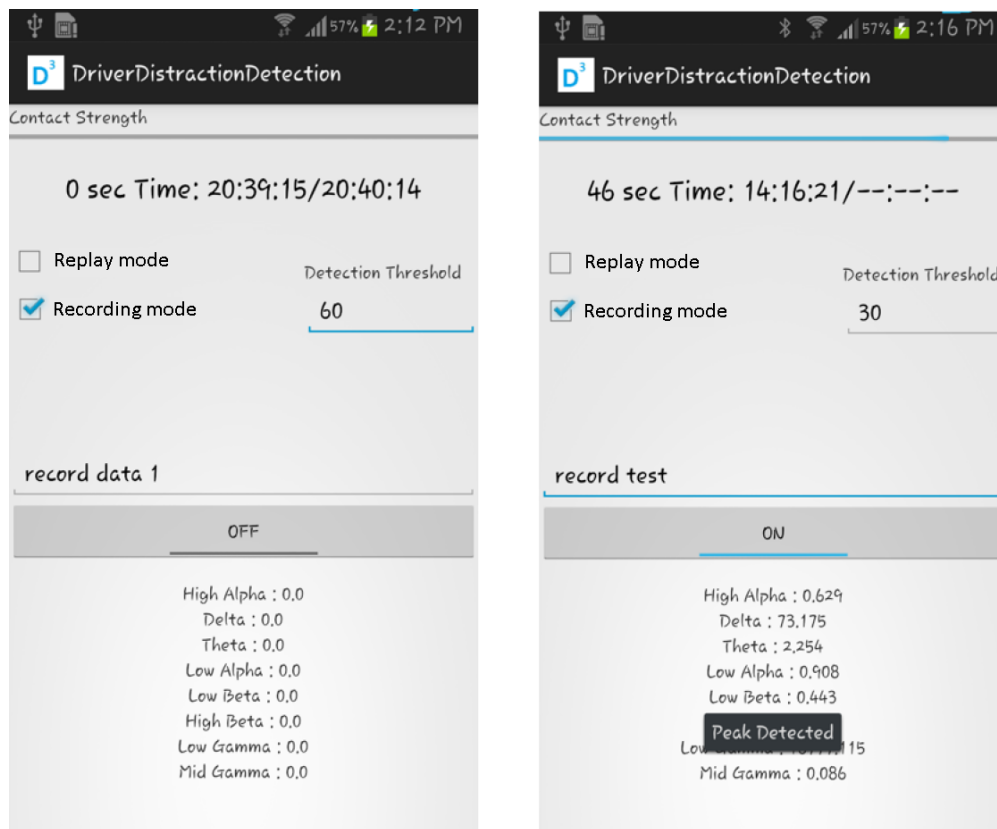 57% 2:12 PM
D3 DriverDistractionDetection
Contact Strength
0 sec Time: 20:39:15/20:40:14
Replay mode
Detection Threshold
Recording mode
60
record data 1
OFF
High Alpha : 0.0
Delta : 0.0
Theta : 0.0
Low Alpha : 0.0
Low Beta : 0.0
High Beta : 0.0
Low Gamma : 0.0
Mid Gamma : 0.0
57% 2:16 PM
D3 DriverDistractionDetection
Contact Strength
46 sec Time: 14:16:21/--:--:--
Replay mode
Detection Threshold
Recording mode
30
record test
ON
High Alpha : 0.629
Delta : 73.175
Theta : 2.254
Low Alpha : 0.908
Low Beta : 0.443
Peak Detected
Mid Gamma : 0.086